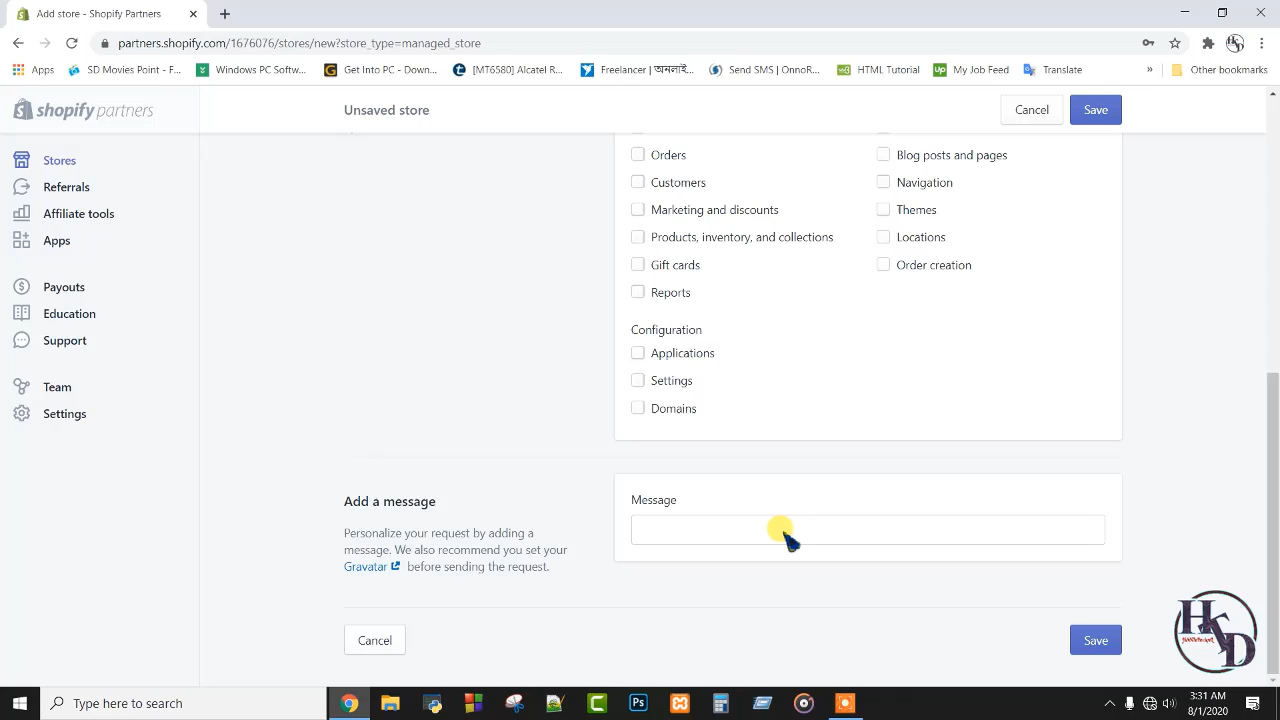 Add store - Shopify Partners
partners.shopify.com/1676076/stores/new?store_type=managed_store
Apps
SD Movies Point - F...
Windows PC Softw...
Get Into PC - Down...
[MT6580] Alcatel R...
Freelancer | অনলাই...
Send SMS | OnnoR...
HTML Tutorial
My Job Feed
Translate
»
Other bookmarks
shopify partners
Unsaved store
Cancel
Save
Stores
Referrals
Affiliate tools
Apps
Payouts
Education
Support
Team
Settings
Orders
Customers
Marketing and discounts
Products, inventory, and collections
Gift cards
Reports
Blog posts and pages
Navigation
Themes
Locations
Order creation
Configuration
Applications
Settings
Domains
Add a message
Personalize your request by adding a
message. We also recommend you set your
Gravatar before sending the request.
Message
Cancel
Save
HSD
Type here to search
3:31 AM
8/1/2020